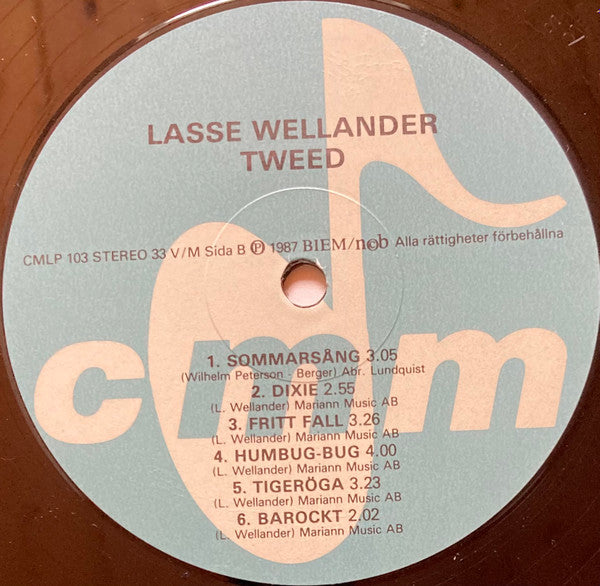 LASSE WELLANDER
TWEED
CMLP 103 STEREO 33 V/M Sida B Ⓟ 1987 BIEM/ncb Alla rättigheter förbehållna
cmm
1. SOMMARSÅNG 3.05
(Wilhelm Peterson - Berger) Abr. Lundquist
2. DIXIE 2.55
(L. Wellander) Mariann Music AB
3. FRITT FALL 3.26
(L. Wellander) Mariann Music AB
4. HUMBUG-BUG 4.00
(L. Wellander) Mariann Music AB
5. TIGERÖGA 3.23
(L. Wellander) Mariann Music AB
6. BAROCKT 2.02
(L. Wellander) Mariann Music AB